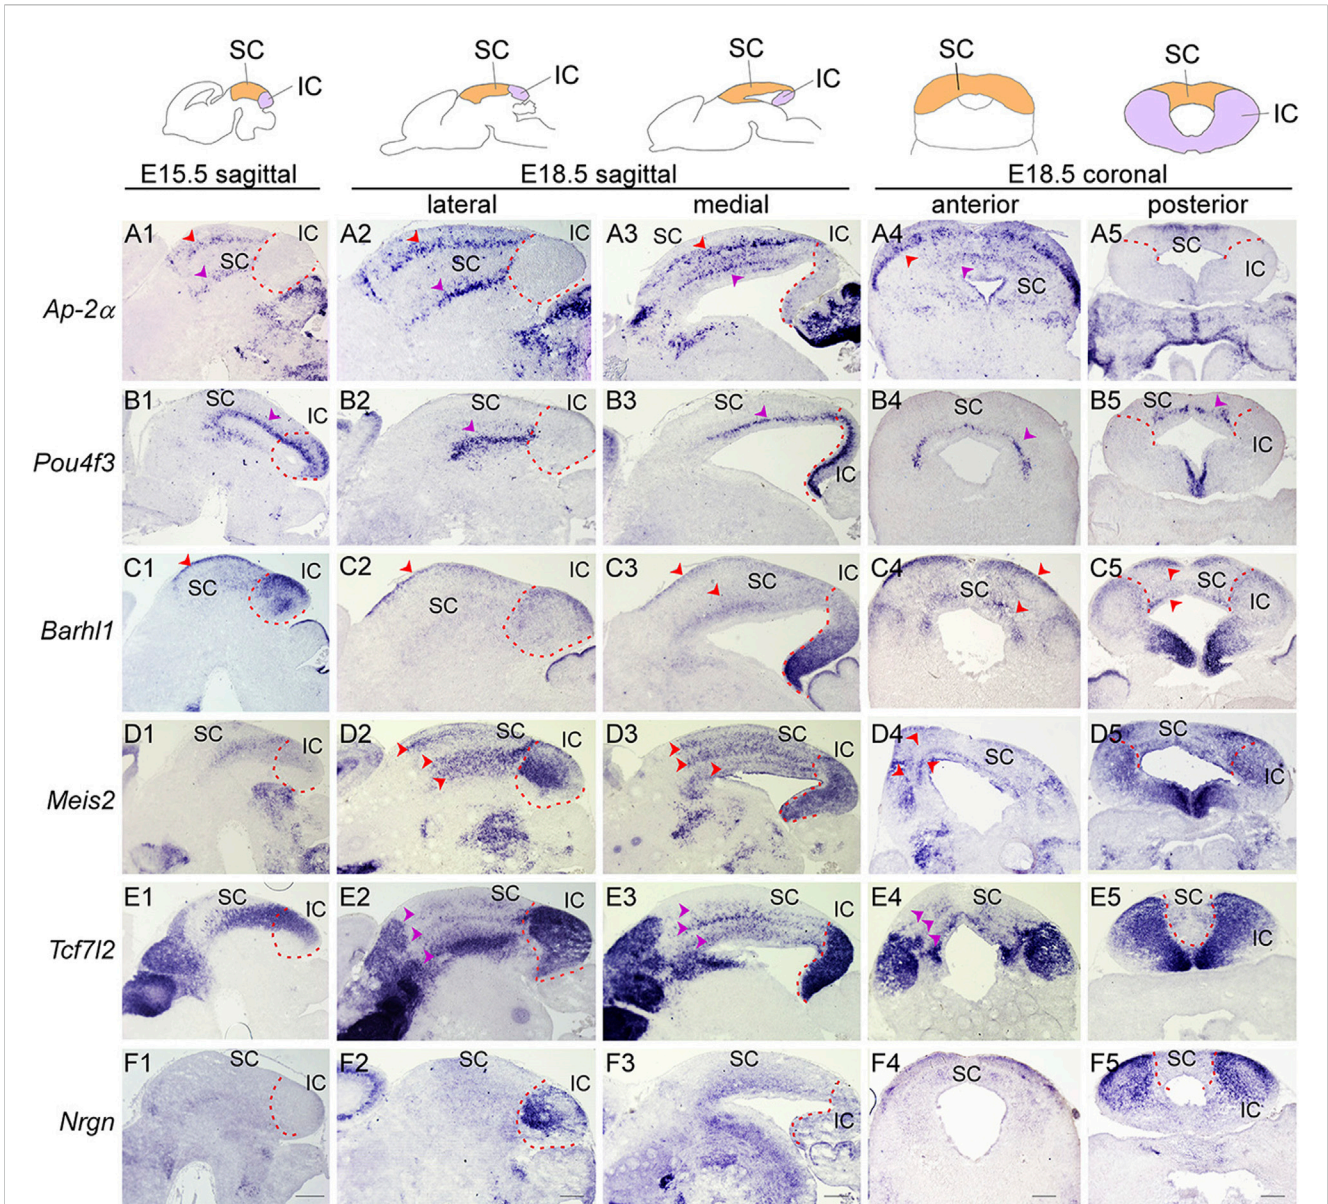 SC SC SC SC SC
IC IC IC IC
E15.5 sagittal E18.5 sagittal E18.5 coronal
lateral medial anterior posterior
A1 SC IC A2 SC IC A3 SC IC A4 SC A5 SC IC
Ap-2α
B1 SC IC B2 SC IC B3 SC IC B4 SC B5 SC IC
Pou4f3
C1 SC IC C2 SC IC C3 SC IC C4 SC C5 SC IC
Barhl1
D1 SC IC D2 SC IC D3 SC IC D4 SC D5 SC IC
Meis2
E1 SC IC E2 SC IC E3 SC IC E4 SC E5 SC IC
Tcf7l2
F1 SC IC F2 SC IC F3 SC IC F4 SC F5 SC IC
Nrgn